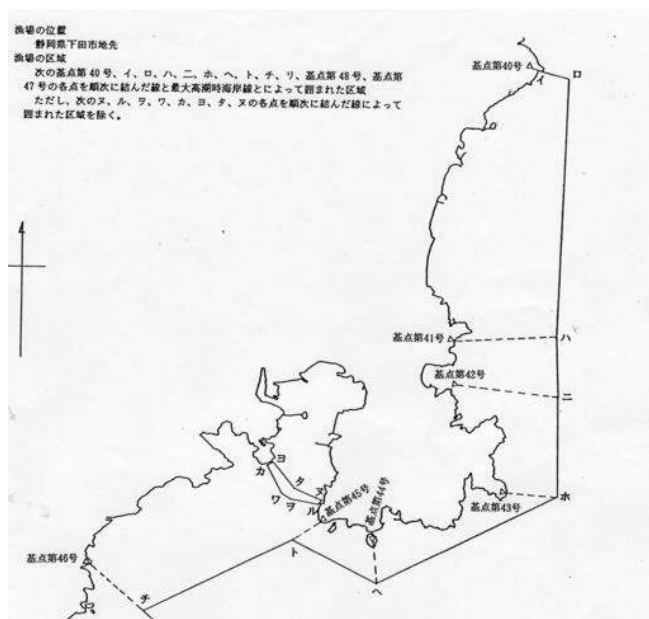 漁場の位置
静岡県下田市地先
漁場の区域
次の基点第40号、イ、ロ、ハ、ニ、ホ、ヘ、ト、チ、リ、基点第48号、基点第
47号の各点を順次に結んだ線と最大高潮時海岸線とによって囲まれた区域
ただし、次のヌ、ル、ヲ、ワ、カ、ヨ、タ、ヌの各点を順次に結んだ線によって
囲まれた区域を除く。
基点第40号
イ
ロ
基点第41号
ハ
基点第42号
ニ
ヨ
カ
タ
ヌ
ワ
ヲ
ル
基点第45号
基点第44号
基点第43号
ホ
ト
基点第46号
ヘ
チ